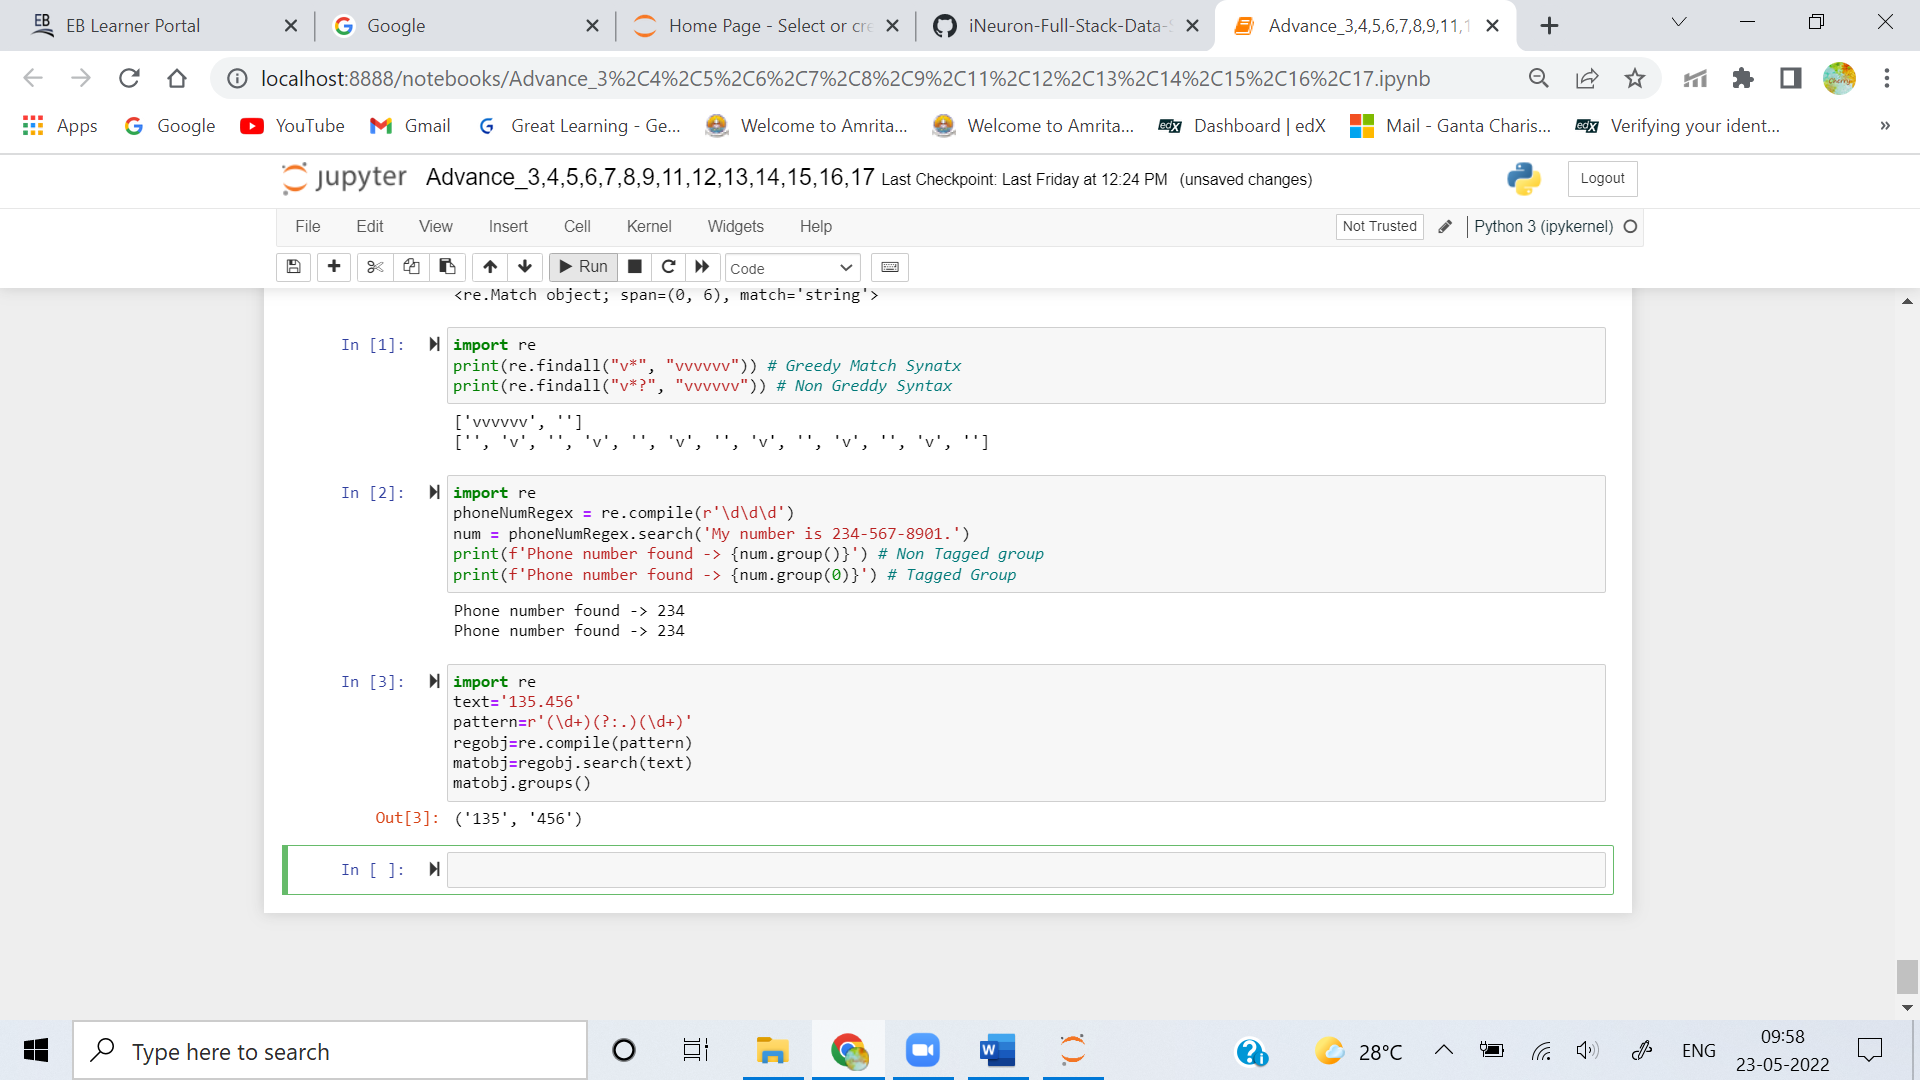 EB Learner Portal
Google
Home Page - Select or cre
iNeuron-Full-Stack-Data-S
Advance_3,4,5,6,7,8,9,11,1
localhost:8888/notebooks/Advance_3%2C4%2C5%2C6%2C7%2C8%2C9%2C11%2C12%2C13%2C14%2C15%2C16%2C17.ipynb
Apps
Google
YouTube
Gmail
Great Learning - Ge...
Welcome to Amrita...
Welcome to Amrita...
Dashboard | edX
Mail - Ganta Charis...
Verifying your ident...
»
jupyter Advance_3,4,5,6,7,8,9,11,12,13,14,15,16,17 Last Checkpoint: Last Friday at 12:24 PM (unsaved changes)
Logout
File Edit View Insert Cell Kernel Widgets Help
Not Trusted
Python 3 (ipykernel)
Run
Code
<re.Match object; span=(0, 6), match='string'>
In [1]:
import re
print(re.findall("v*", "vvvvvv")) # Greedy Match Synatx
print(re.findall("v*?", "vvvvvv")) # Non Greddy Syntax
['vvvvvv', '']
['', 'v', '', 'v', '', 'v', '', 'v', '', 'v', '', 'v', '']
In [2]:
import re
phoneNumRegex = re.compile(r'\d\d\d')
num = phoneNumRegex.search('My number is 234-567-8901.')
print(f'Phone number found -> {num.group()}') # Non Tagged group
print(f'Phone number found -> {num.group(0)}') # Tagged Group
Phone number found -> 234
Phone number found -> 234
In [3]:
import re
text='135.456'
pattern=r'(\d+)(?:.)(\d+)'
regobj=re.compile(pattern)
matobj=regobj.search(text)
matobj.groups()
Out[3]: ('135', '456')
In [ ]:
Type here to search
28°C
ENG
09:58
23-05-2022